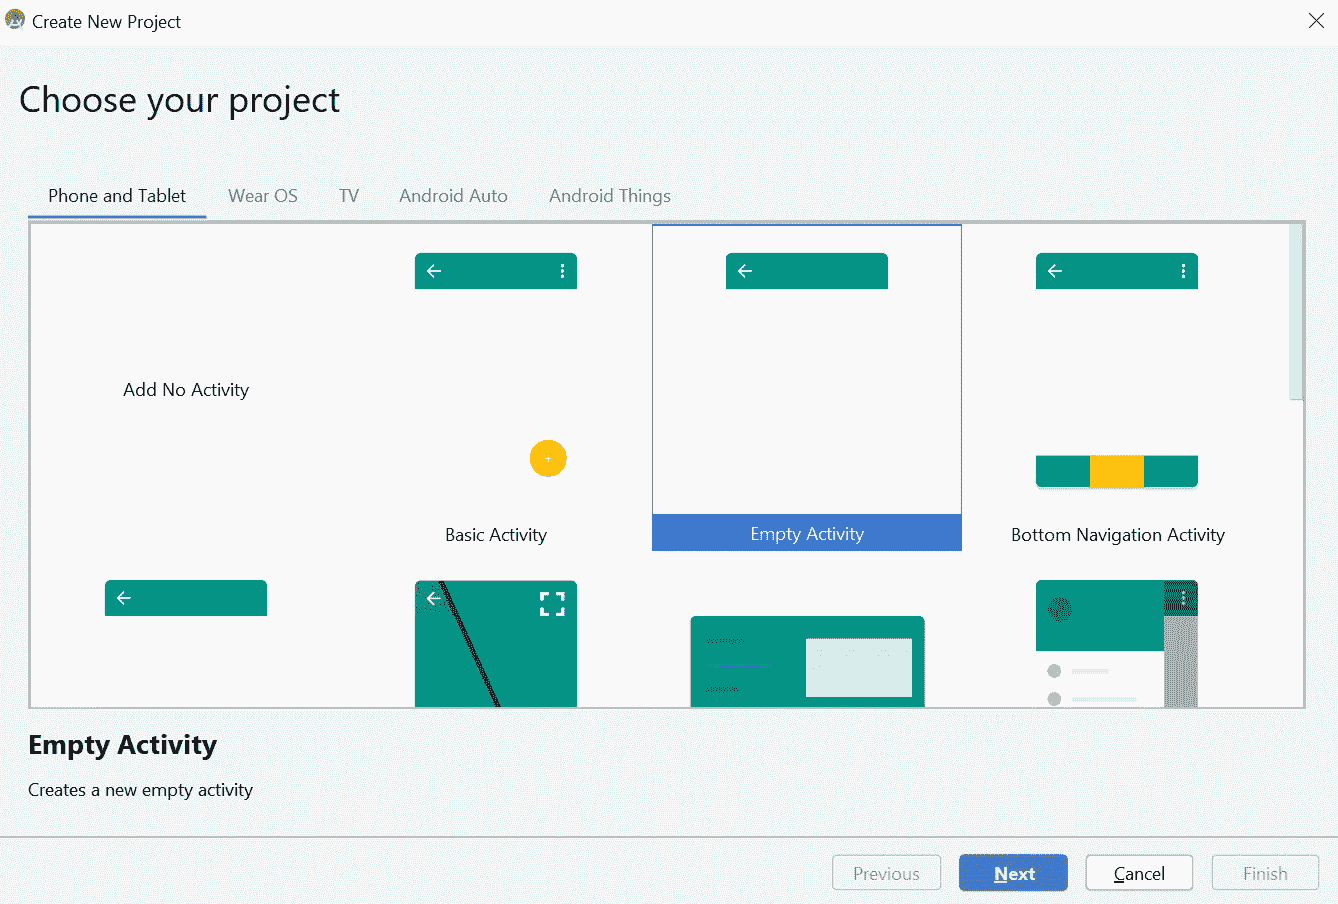 Create New Project
Choose your project
Phone and Tablet Wear OS TV Android Auto Android Things
Add No Activity
Basic Activity
Empty Activity
Bottom Navigation Activity
Empty Activity
Creates a new empty activity
Previous Next Cancel Finish